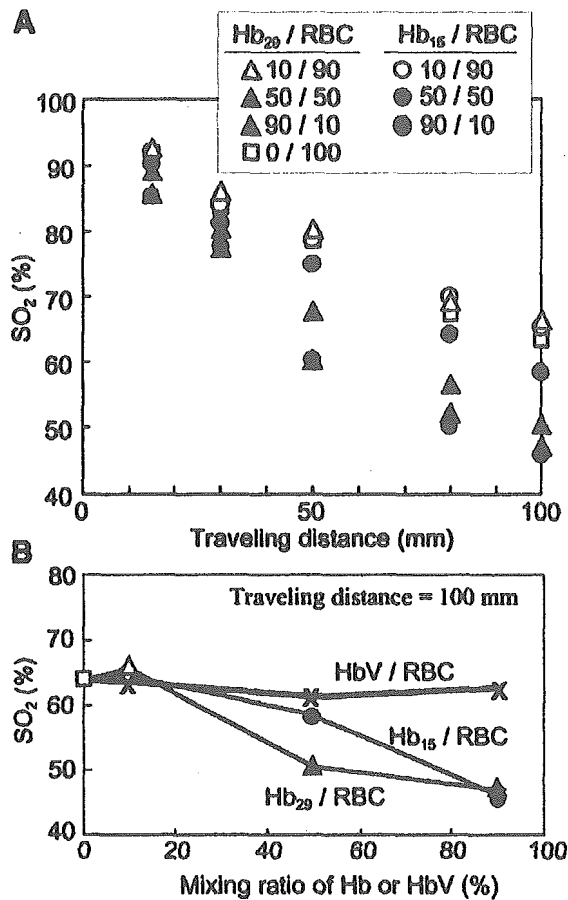 A
Hb₂₉ / RBC Hb₁₅ / RBC
△ 10 / 90 ○ 10 / 90
▲ 50 / 50 ● 50 / 50
▲ 90 / 10 ● 90 / 10
□ 0 / 100
100
90
80
70
60
50
40
SO₂ (%)
0 50 100
Traveling distance (mm)
B
Traveling distance = 100 mm
80
70
60
50
40
SO₂ (%)
HbV / RBC
Hb₁₅ / RBC
Hb₂₉ / RBC
0 20 40 60 80 100
Mixing ratio of Hb or HbV (%)